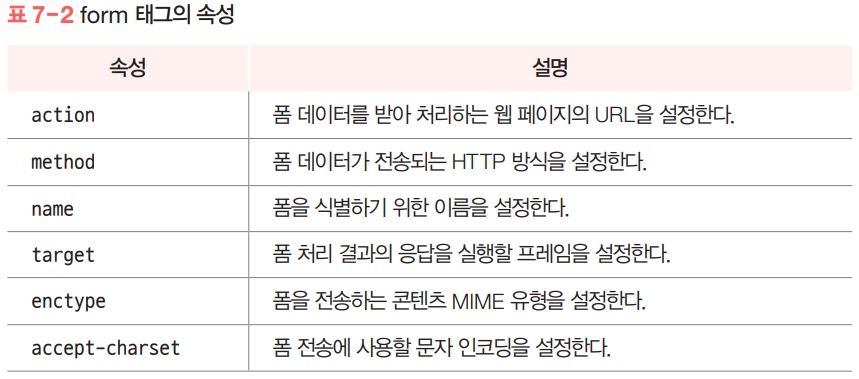 표 7-2 form 태그의 속성
속성 설명
action 폼 데이터를 받아 처리하는 웹 페이지의 URL을 설정한다.
method 폼 데이터가 전송되는 HTTP 방식을 설정한다.
name 폼을 식별하기 위한 이름을 설정한다.
target 폼 처리 결과의 응답을 실행할 프레임을 설정한다.
enctype 폼을 전송하는 콘텐츠 MIME 유형을 설정한다.
accept-charset 폼 전송에 사용할 문자 인코딩을 설정한다.